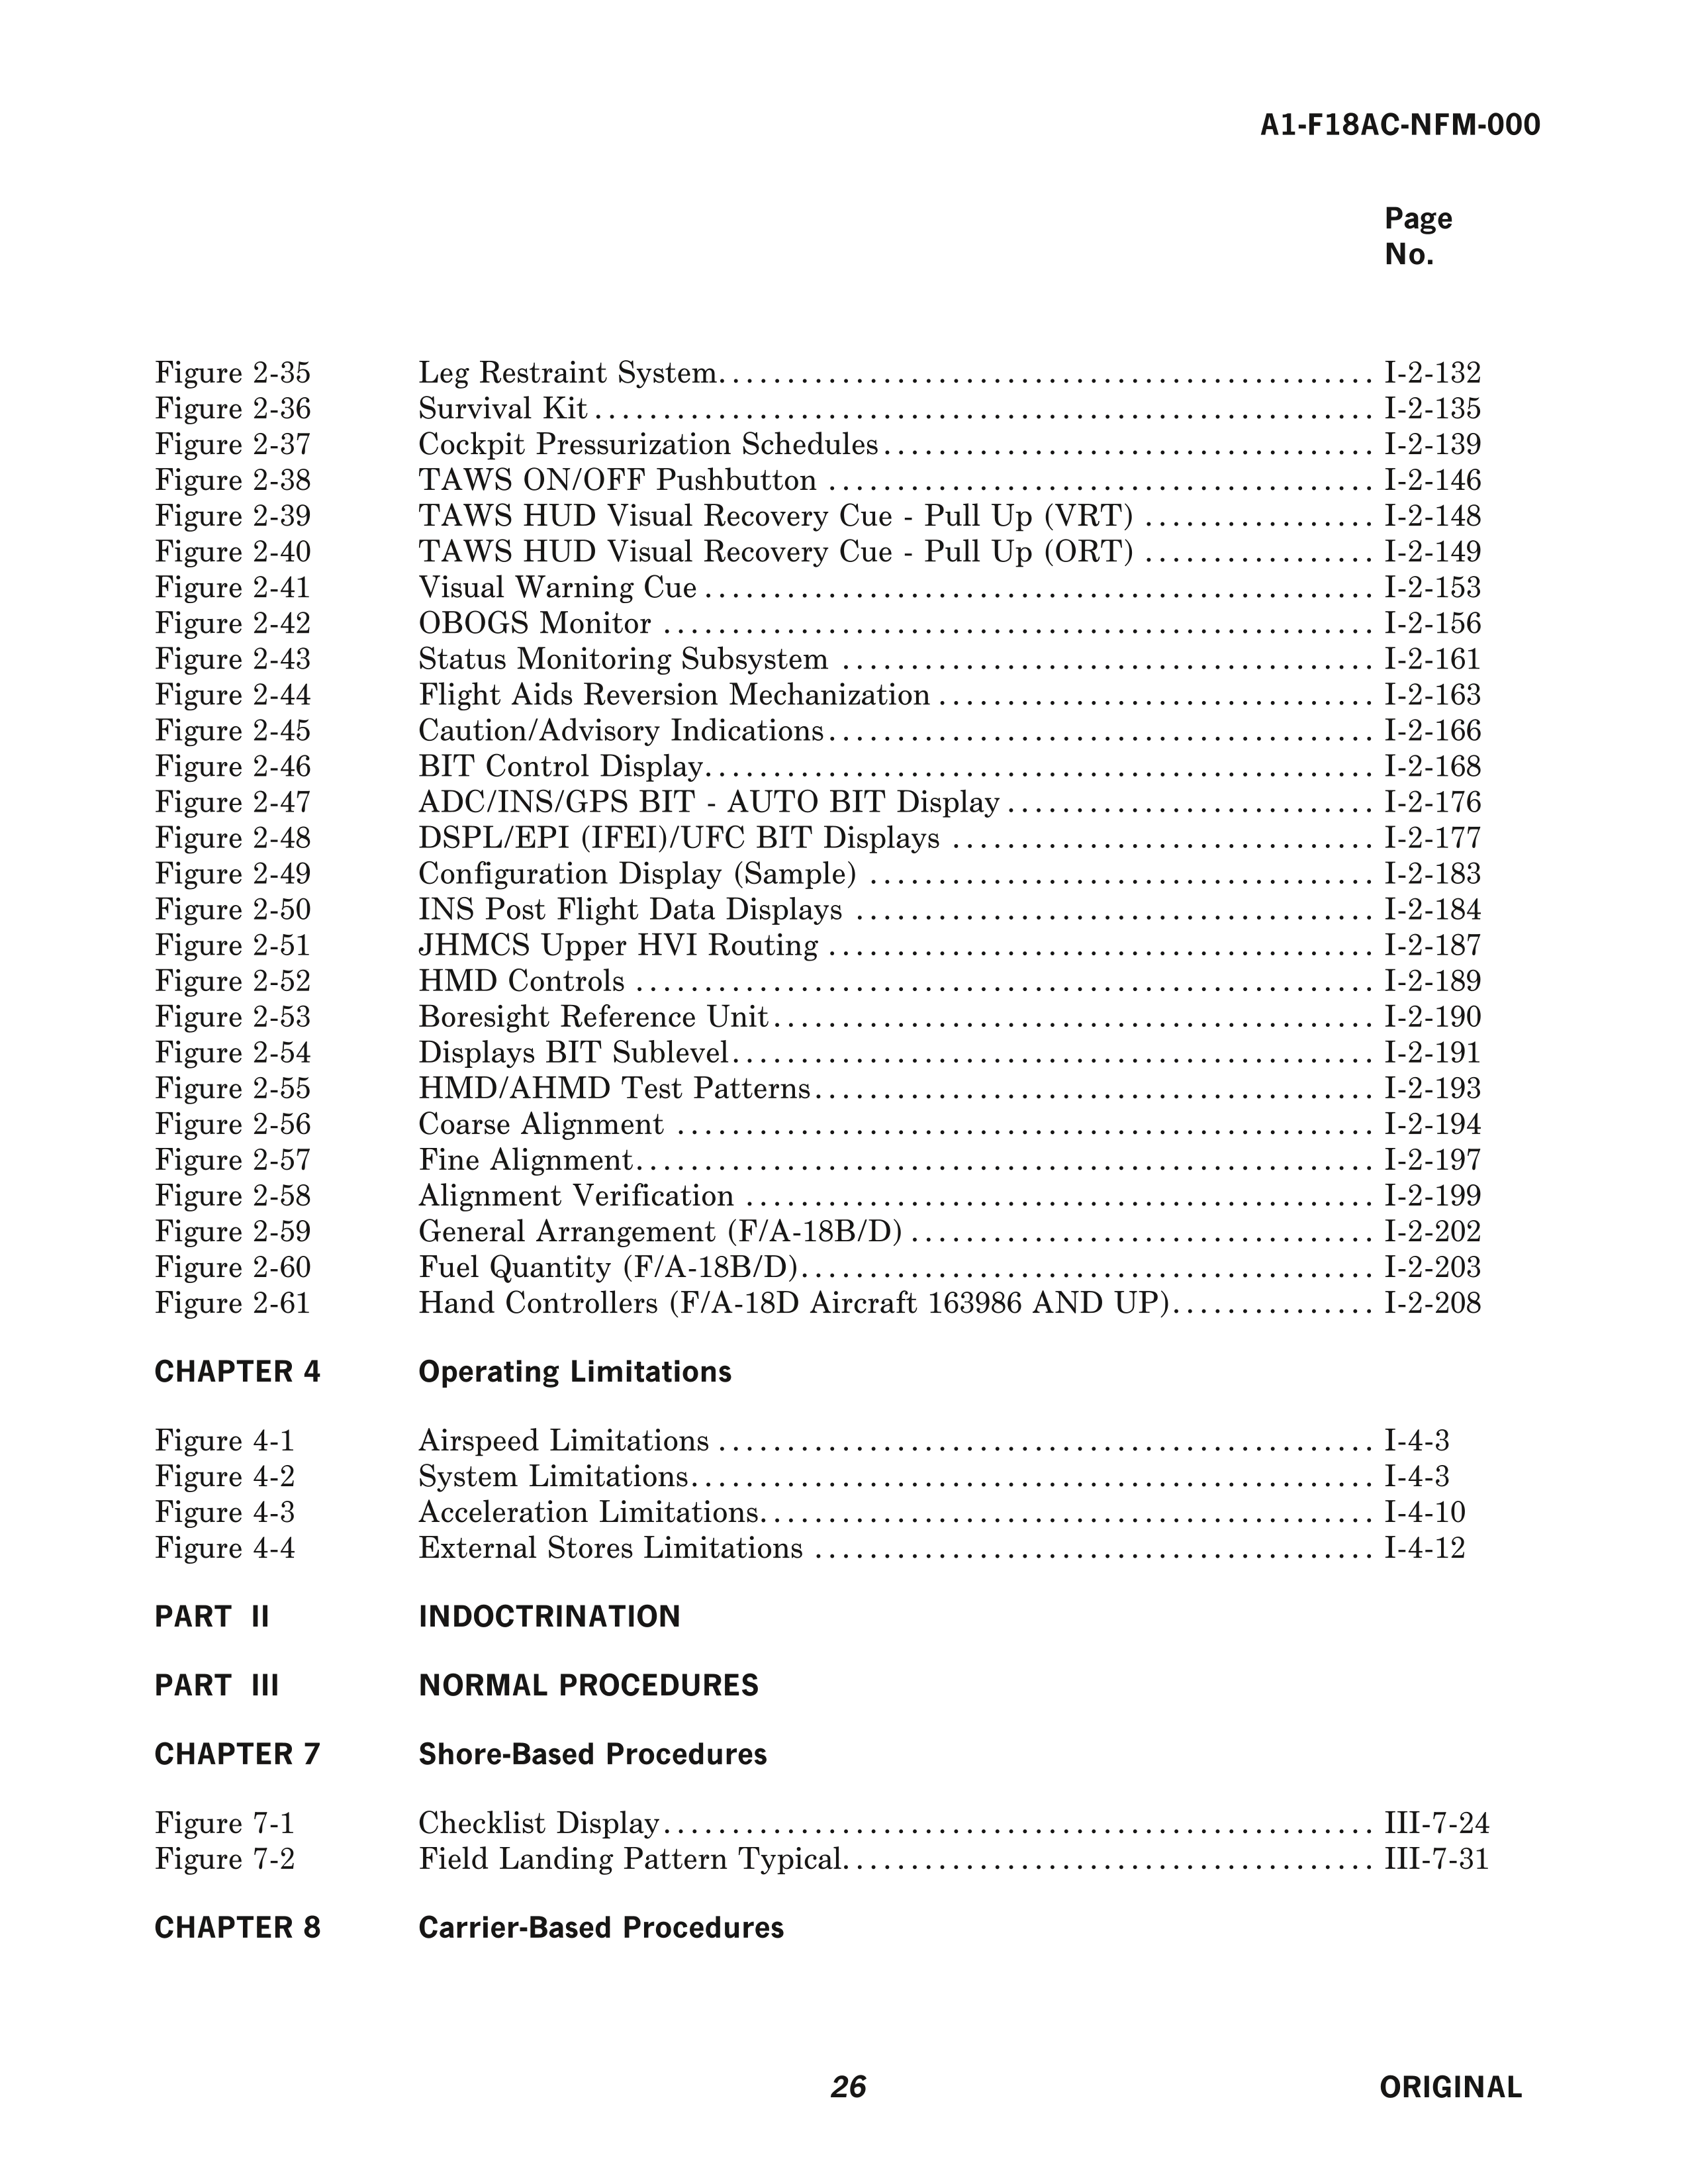 A1-F18AC-NFM-000
Page
No.
Figure 2-35 Leg Restraint System................................................ I-2-132
Figure 2-36 Survival Kit......................................................... I-2-135
Figure 2-37 Cockpit Pressurization Schedules.................................... I-2-139
Figure 2-38 TAWS ON/OFF Pushbutton ........................................ I-2-146
Figure 2-39 TAWS HUD Visual Recovery Cue - Pull Up (VRT) ................. I-2-148
Figure 2-40 TAWS HUD Visual Recovery Cue - Pull Up (ORT) ................. I-2-149
Figure 2-41 Visual Warning Cue................................................. I-2-153
Figure 2-42 OBOGS Monitor .................................................... I-2-156
Figure 2-43 Status Monitoring Subsystem ....................................... I-2-161
Figure 2-44 Flight Aids Reversion Mechanization................................ I-2-163
Figure 2-45 Caution/Advisory Indications........................................ I-2-166
Figure 2-46 BIT Control Display................................................. I-2-168
Figure 2-47 ADC/INS/GPS BIT - AUTO BIT Display........................... I-2-176
Figure 2-48 DSPL/EPI (IFEI)/UFC BIT Displays ............................... I-2-177
Figure 2-49 Configuration Display (Sample) ..................................... I-2-183
Figure 2-50 INS Post Flight Data Displays ...................................... I-2-184
Figure 2-51 JHMCS Upper HVI Routing ........................................ I-2-187
Figure 2-52 HMD Controls ...................................................... I-2-189
Figure 2-53 Boresight Reference Unit............................................ I-2-190
Figure 2-54 Displays BIT Sublevel............................................... I-2-191
Figure 2-55 HMD/AHMD Test Patterns......................................... I-2-193
Figure 2-56 Coarse Alignment ................................................... I-2-194
Figure 2-57 Fine Alignment...................................................... I-2-197
Figure 2-58 Alignment Verification .............................................. I-2-199
Figure 2-59 General Arrangement (F/A-18B/D).................................. I-2-202
Figure 2-60 Fuel Quantity (F/A-18B/D).......................................... I-2-203
Figure 2-61 Hand Controllers (F/A-18D Aircraft 163986 AND UP)............... I-2-208
CHAPTER 4 Operating Limitations
Figure 4-1 Airspeed Limitations ................................................ I-4-3
Figure 4-2 System Limitations.................................................. I-4-3
Figure 4-3 Acceleration Limitations............................................. I-4-10
Figure 4-4 External Stores Limitations ......................................... I-4-12
PART II INDOCTRINATION
PART III NORMAL PROCEDURES
CHAPTER 7 Shore-Based Procedures
Figure 7-1 Checklist Display.................................................... III-7-24
Figure 7-2 Field Landing Pattern Typical....................................... III-7-31
CHAPTER 8 Carrier-Based Procedures
26 ORIGINAL